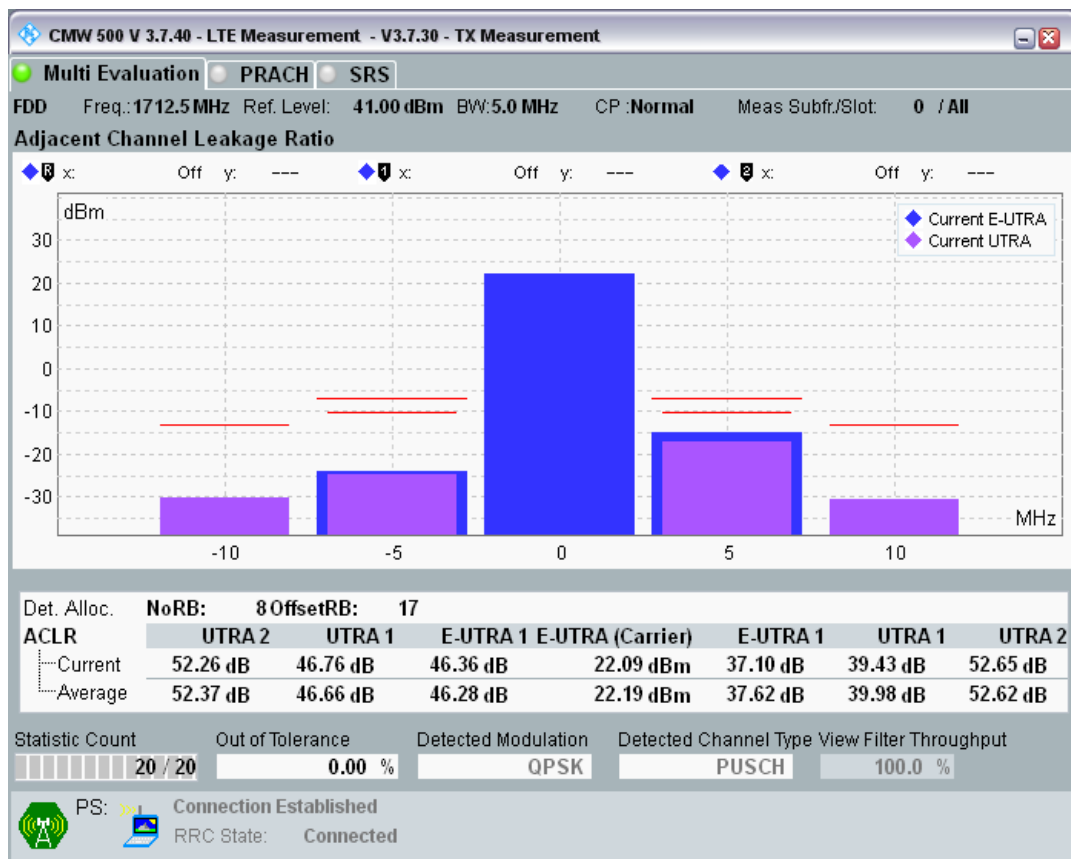 CMW 500 V 3.7.40 - LTE Measurement - V3.7.30 - TX Measurement
Multi Evaluation PRACH SRS
FDD Freq.:1712.5 MHz Ref. Level: 41.00 dBm BW:5.0 MHz CP :Normal Meas Subfr./Slot: 0 / All
Adjacent Channel Leakage Ratio
R x: Off y: --- 1 x: Off y: --- 2 x: Off y: ---
dBm
Current E-UTRA
Current UTRA
30
20
10
0
-10
-20
-30
MHz
-10 -5 0 5 10
Det. Alloc. NoRB: 8 OffsetRB: 17
ACLR UTRA 2 UTRA 1 E-UTRA 1 E-UTRA (Carrier) E-UTRA 1 UTRA 1 UTRA 2
Current 52.26 dB 46.76 dB 46.36 dB 22.09 dBm 37.10 dB 39.43 dB 52.65 dB
Average 52.37 dB 46.66 dB 46.28 dB 22.19 dBm 37.62 dB 39.98 dB 52.62 dB
Statistic Count Out of Tolerance Detected Modulation Detected Channel Type View Filter Throughput
20 / 20 0.00 % QPSK PUSCH 100.0 %
PS: Connection Established
RRC State: Connected